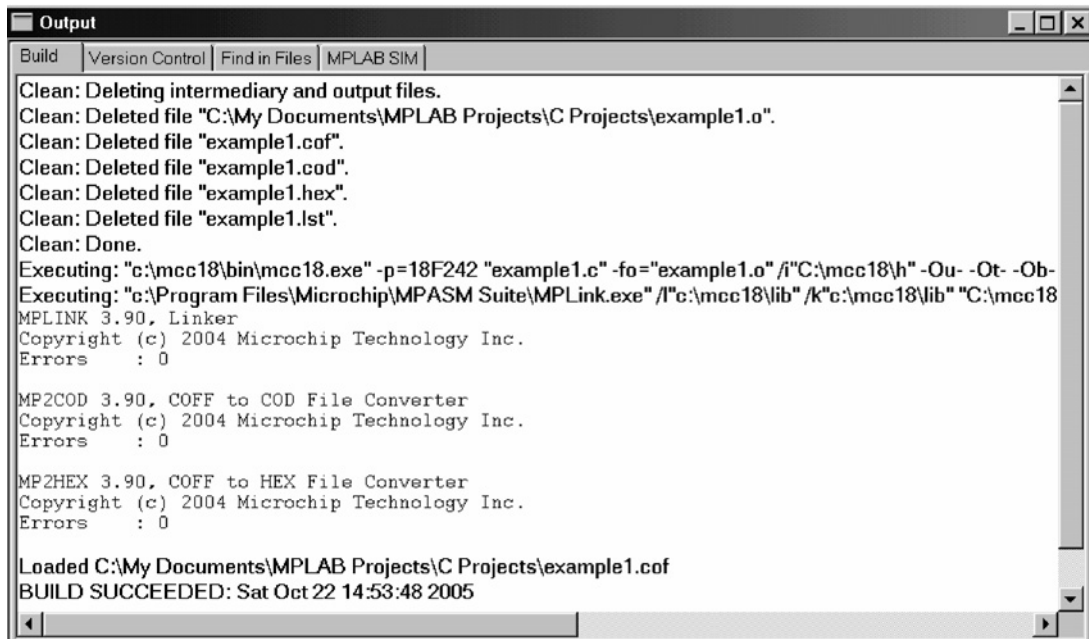 Output
Build Version Control Find in Files MPLAB SIM
Clean: Deleting intermediary and output files.
Clean: Deleted file "C:\My Documents\MPLAB Projects\C Projects\example1.o".
Clean: Deleted file "example1.cof".
Clean: Deleted file "example1.cod".
Clean: Deleted file "example1.hex".
Clean: Deleted file "example1.lst".
Clean: Done.
Executing: "c:\mcc18\bin\mcc18.exe" -p=18F242 "example1.c" -fo="example1.o" /i"C:\mcc18\h" -Ou- -Ot- -Ob-
Executing: "c:\Program Files\Microchip\MPASM Suite\MPLink.exe" /l"c:\mcc18\lib" /k"c:\mcc18\lib" "C:\mcc18
MPLINK 3.90, Linker
Copyright (c) 2004 Microchip Technology Inc.
Errors    : 0
MP2COD 3.90, COFF to COD File Converter
Copyright (c) 2004 Microchip Technology Inc.
Errors    : 0
MP2HEX 3.90, COFF to HEX File Converter
Copyright (c) 2004 Microchip Technology Inc.
Errors    : 0
Loaded C:\My Documents\MPLAB Projects\C Projects\example1.cof
BUILD SUCCEEDED: Sat Oct 22 14:53:48 2005